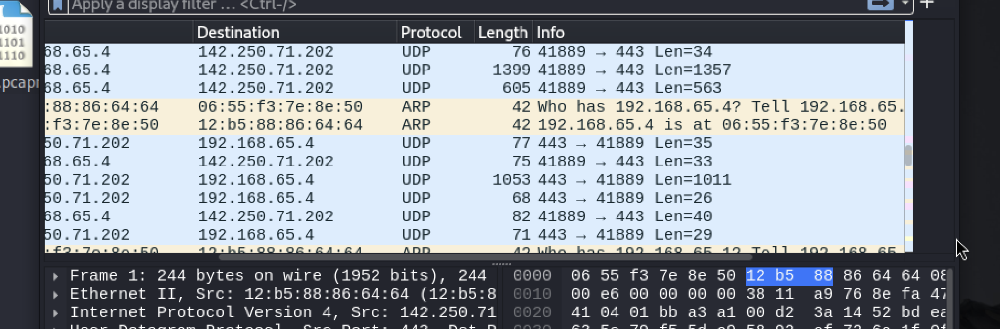 Apply a display filter ... <Ctrl-/>
1010
1101
1110
Destination Protocol Length Info
68.65.4 142.250.71.202 UDP 76 41889 → 443 Len=34
68.65.4 142.250.71.202 UDP 1399 41889 → 443 Len=1357
68.65.4 142.250.71.202 UDP 605 41889 → 443 Len=563
:88:86:64:64 06:55:f3:7e:8e:50 ARP 42 Who has 192.168.65.4? Tell 192.168.65.
:f3:7e:8e:50 12:b5:88:86:64:64 ARP 42 192.168.65.4 is at 06:55:f3:7e:8e:50
50.71.202 192.168.65.4 UDP 77 443 → 41889 Len=35
68.65.4 142.250.71.202 UDP 75 41889 → 443 Len=33
50.71.202 192.168.65.4 UDP 1053 443 → 41889 Len=1011
50.71.202 192.168.65.4 UDP 68 443 → 41889 Len=26
68.65.4 142.250.71.202 UDP 82 41889 → 443 Len=40
50.71.202 192.168.65.4 UDP 71 443 → 41889 Len=29
:f3:7e:8e:50 12:b5:88:86:64:64 ARP 42 Who has 192.168.65.1? Tell 192.168.65
.pcapn
Frame 1: 244 bytes on wire (1952 bits), 244
Ethernet II, Src: 12:b5:88:86:64:64 (12:b5:8
Internet Protocol Version 4, Src: 142.250.71
User Datagram Protocol, Src Port: 443, Dst P
0000 06 55 f3 7e 8e 50 12 b5 88 86 64 64 08
0010 00 e6 00 00 00 00 38 11 a9 76 8e fa 47
0020 41 04 01 bb a3 a1 00 d2 3a 14 52 bd ea